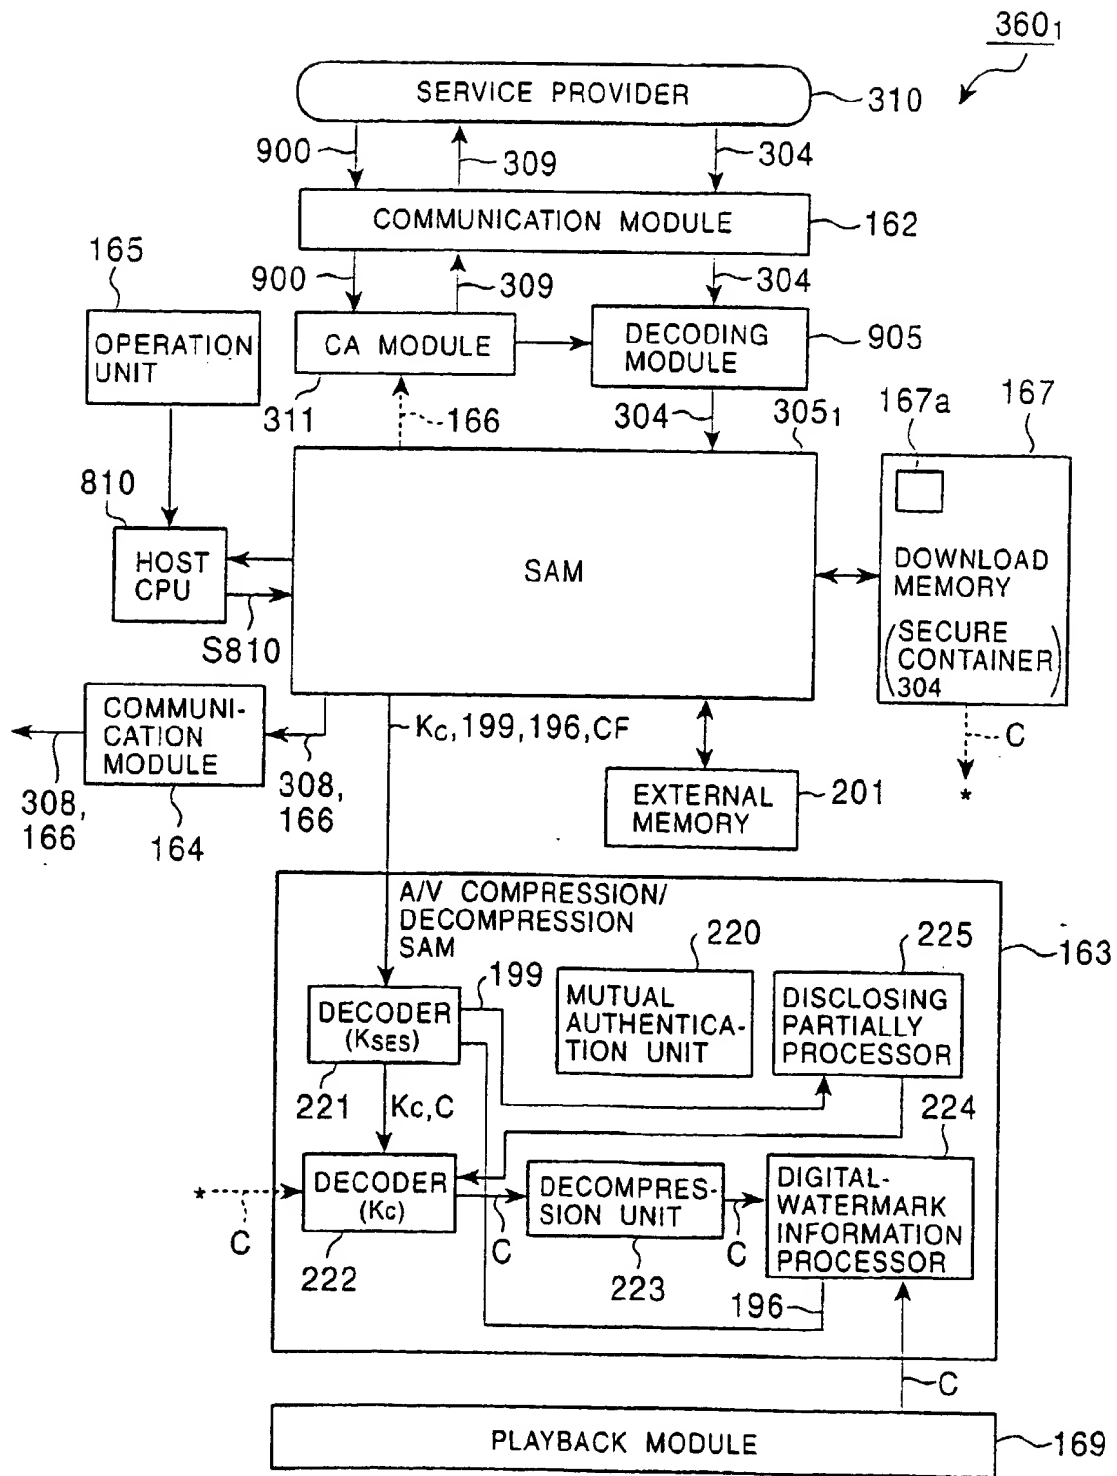 360₁
SERVICE PROVIDER
310
900
309
304
COMMUNICATION MODULE
162
165
900
309
304
OPERATION
UNIT
CA MODULE
DECODING
MODULE
905
311
166
304
305₁
167a
167
810
HOST
CPU
S810
SAM
DOWNLOAD
MEMORY
(SECURE
CONTAINER
304)
COMMUNI-
CATION
MODULE
308,
166
164
308,
166
Kc,199,196,CF
EXTERNAL
MEMORY
201
C
*
A/V COMPRESSION/
DECOMPRESSION
SAM
163
199
220
225
DECODER
(KSES)
MUTUAL
AUTHENTICA-
TION UNIT
DISCLOSING
PARTIALLY
PROCESSOR
221
Kc,C
224
*
C
DECODER
(Kc)
C
DECOMPRES-
SION UNIT
C
DIGITAL-
WATERMARK
INFORMATION
PROCESSOR
222
223
196
C
PLAYBACK MODULE
169